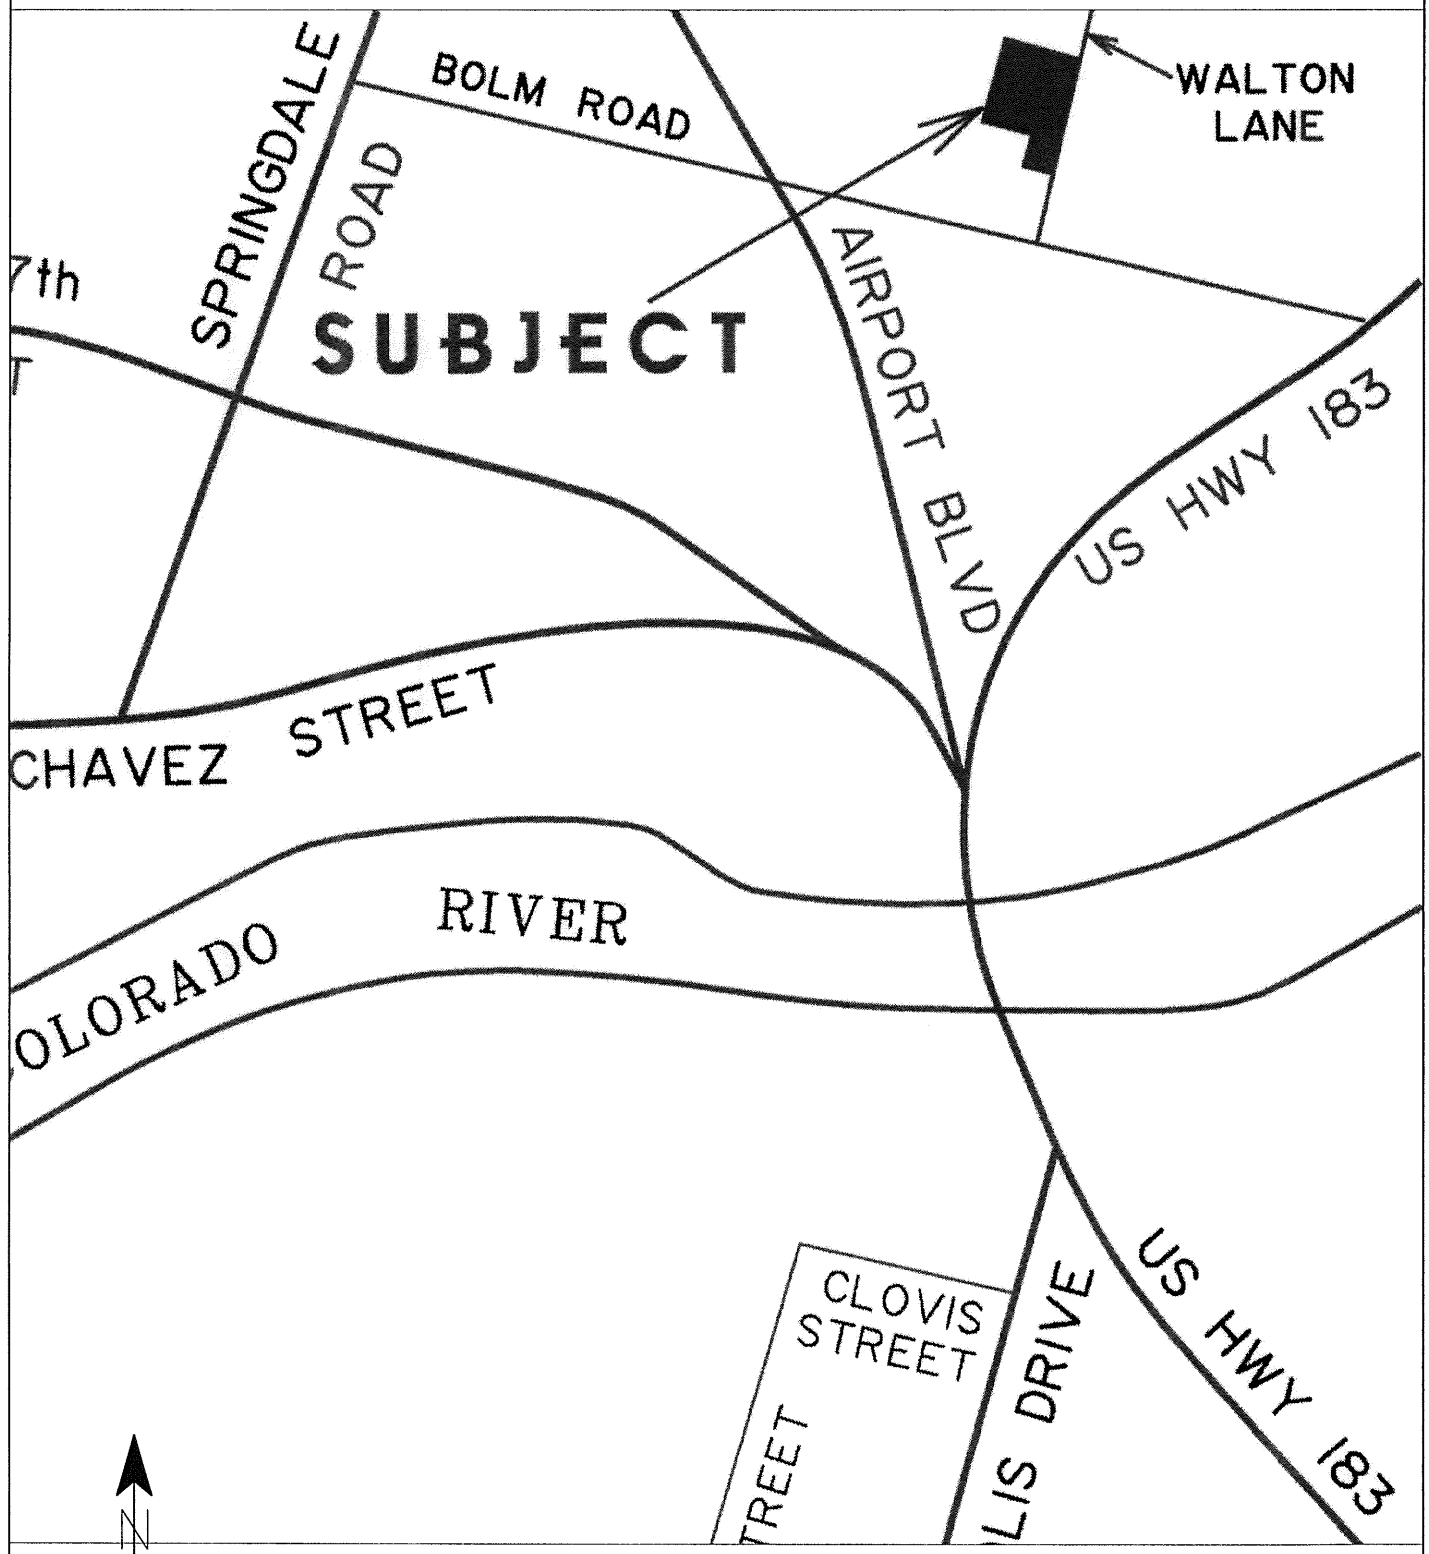 SPRINGDALE
ROAD
BOLM ROAD
WALTON
LANE
7th
T
SUBJECT
AIRPORT BLVD
US HWY 183
CHAVEZ STREET
OLORADO RIVER
CLOVIS
STREET
TREET
LIS DRIVE
US HWY 183
N